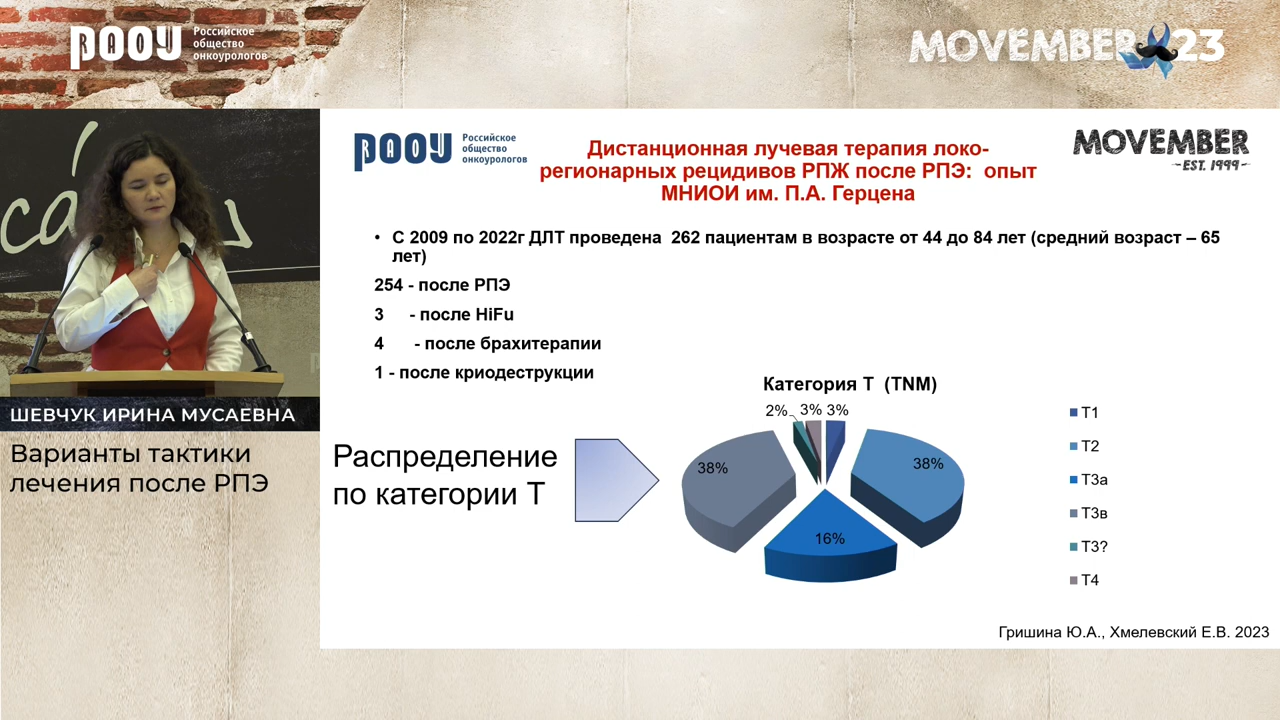 РАОУ
Российское
общество
онкоурологов
MOVEMBER 23
РАОУ
Российское
общество
онкоурологов
MOVEMBER
EST. 1999
Дистанционная лучевая терапия локо-
регионарных рецидивов РПЖ после РПЭ: опыт
МНИОИ им. П.А. Герцена
• С 2009 по 2022г ДЛТ проведена 262 пациентам в возрасте от 44 до 84 лет (средний возраст – 65
лет)
254 - после РПЭ
3 - после HiFu
4 - после брахитерапии
1 - после криодеструкции
Категория Т (TNM)
2% 3% 3%
38% 38%
16%
Т1
Т2
Т3а
Т3в
Т3?
Т4
Распределение
по категории Т
Гришина Ю.А., Хмелевский Е.В. 2023
ШЕВЧУК ИРИНА МУСАЕВНА
Варианты тактики
лечения после РПЭ